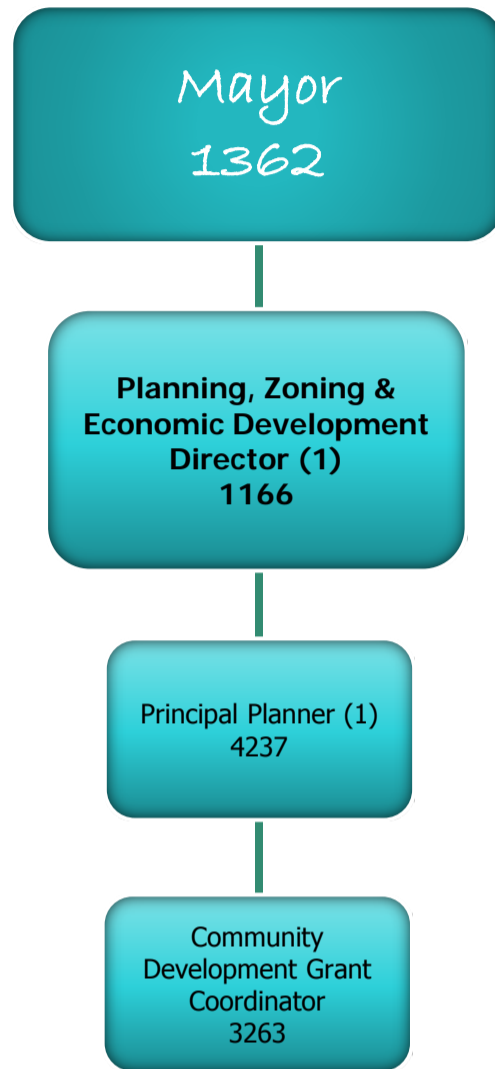 Mayor
1362
Planning, Zoning &
Economic Development
Director (1)
1166
Principal Planner (1)
4237
Community
Development Grant
Coordinator
3263